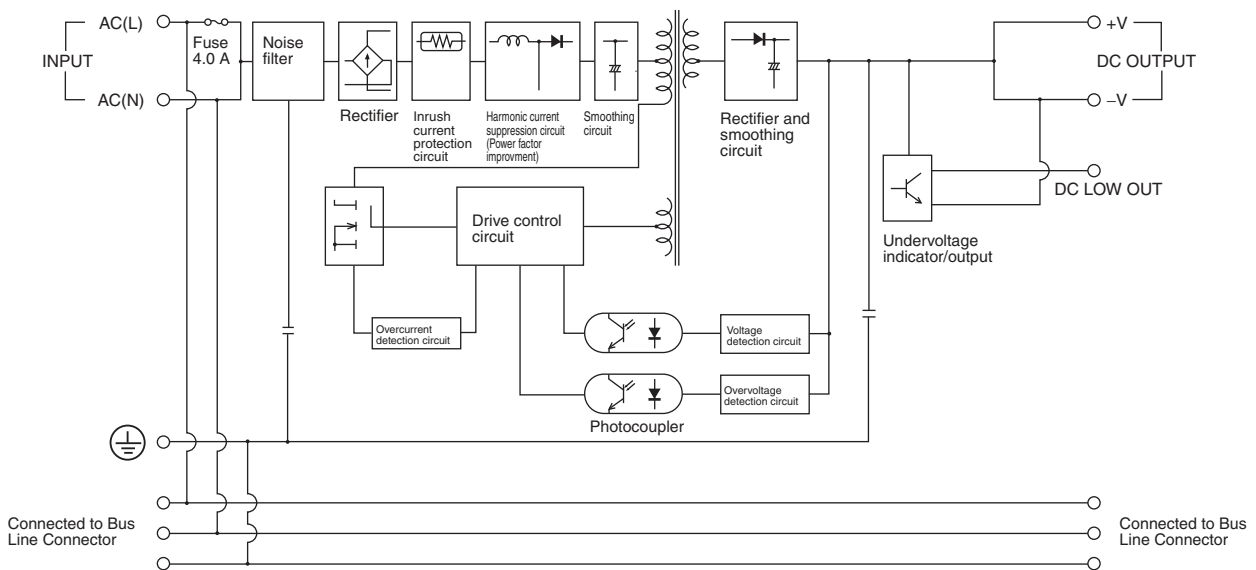 AC(L)
INPUT
AC(N)
Fuse
4.0 A
Noise
filter
Rectifier
Inrush
current
protection
circuit
Harmonic current
suppression circuit
(Power factor
improvment)
Smoothing
circuit
Rectifier and
smoothing
circuit
+V
DC OUTPUT
–V
DC LOW OUT
Undervoltage
indicator/output
Drive control
circuit
Overcurrent
detection circuit
Voltage
detection circuit
Overvoltage
detection circuit
Photocoupler
Connected to Bus
Line Connector
Connected to Bus
Line Connector